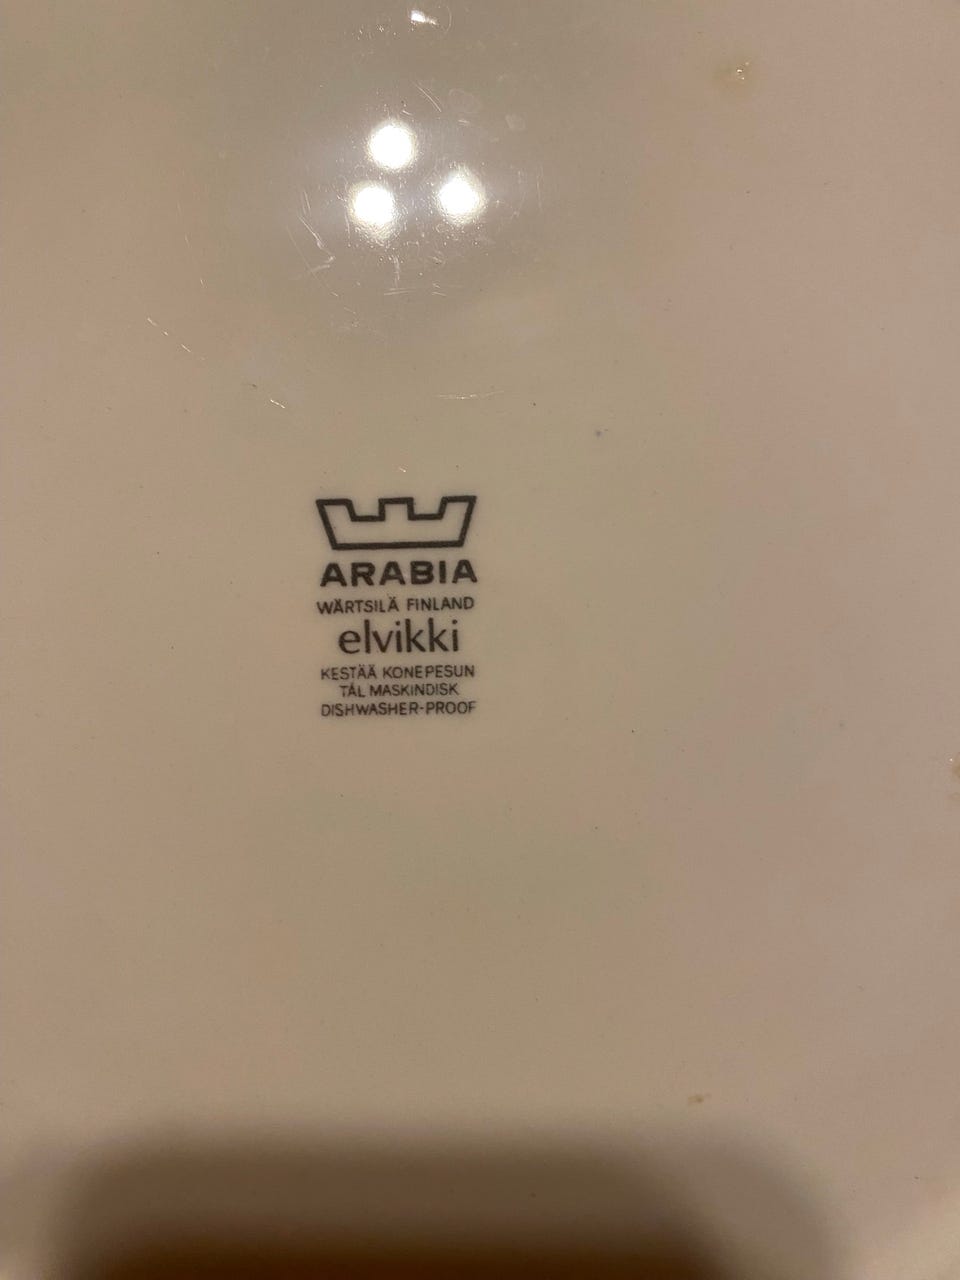 ARABIA
WÄRTSILÄ FINLAND
elvikki
KESTÄÄ KONEPESUN
TÅL MASKINDISK
DISHWASHER-PROOF